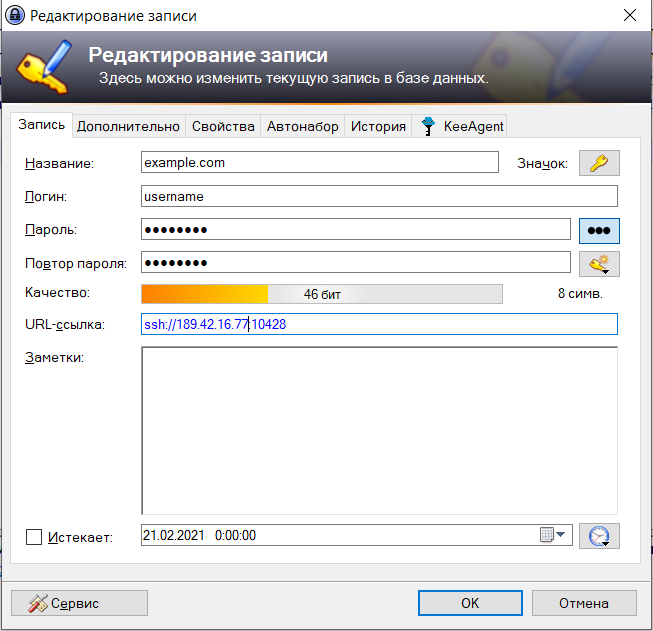 Редактирование записи
Редактирование записи
Здесь можно изменить текущую запись в базе данных.
Запись Дополнительно Свойства Автонабор История KeeAgent
Название: example.com Значок:
Логин: username
Пароль: ●●●●●●●● ●●●
Повтор пароля: ●●●●●●●●
Качество: 46 бит 8 симв.
URL-ссылка: ssh://189.42.16.77:10428
Заметки:
Истекает: 21.02.2021 0:00:00
Сервис OK Отмена